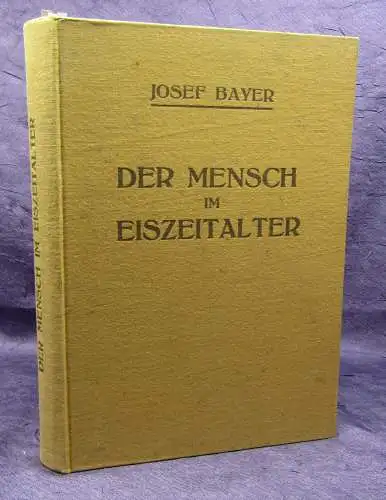 JOSEF BAYER
DER MENSCH
IM
EISZEITALTER
DER MENSCH IM EISZEITALTER